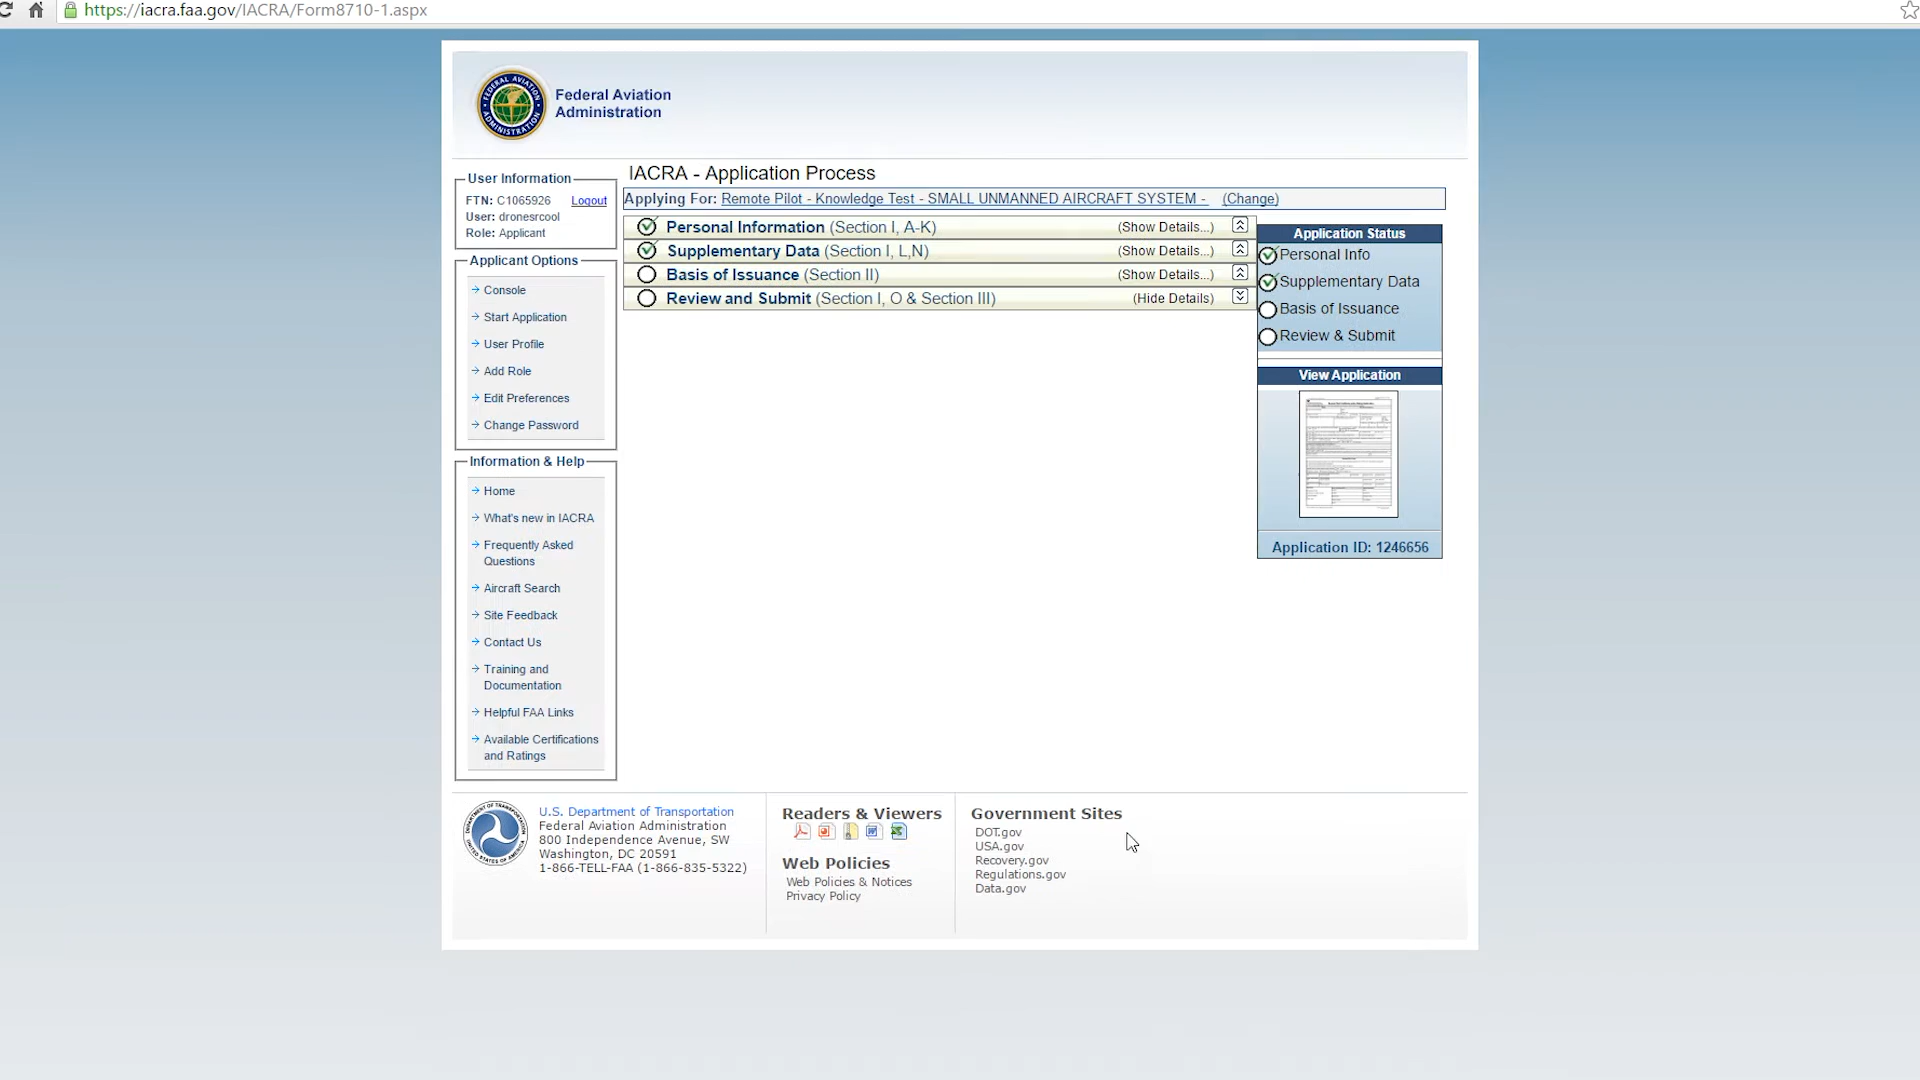 https://iacra.faa.gov/IACRA/Form8710-1.aspx
Federal Aviation
Administration
User Information
FTN: C1065926 Logout
User: dronesrcool
Role: Applicant
Applicant Options
Console
Start Application
User Profile
Add Role
Edit Preferences
Change Password
Information & Help
Home
What's new in IACRA
Frequently Asked
Questions
Aircraft Search
Site Feedback
Contact Us
Training and
Documentation
Helpful FAA Links
Available Certifications
and Ratings
IACRA - Application Process
Applying For: Remote Pilot - Knowledge Test - SMALL UNMANNED AIRCRAFT SYSTEM - (Change)
Personal Information (Section I, A-K) (Show Details...)
Supplementary Data (Section I, L,N) (Show Details...)
Basis of Issuance (Section II) (Show Details...)
Review and Submit (Section I, O & Section III) (Hide Details)
Application Status
Personal Info
Supplementary Data
Basis of Issuance
Review & Submit
View Application
Application ID: 1246656
U.S. Department of Transportation
Federal Aviation Administration
800 Independence Avenue, SW
Washington, DC 20591
1-866-TELL-FAA (1-866-835-5322)
Readers & Viewers
Web Policies
Web Policies & Notices
Privacy Policy
Government Sites
DOT.gov
USA.gov
Recovery.gov
Regulations.gov
Data.gov